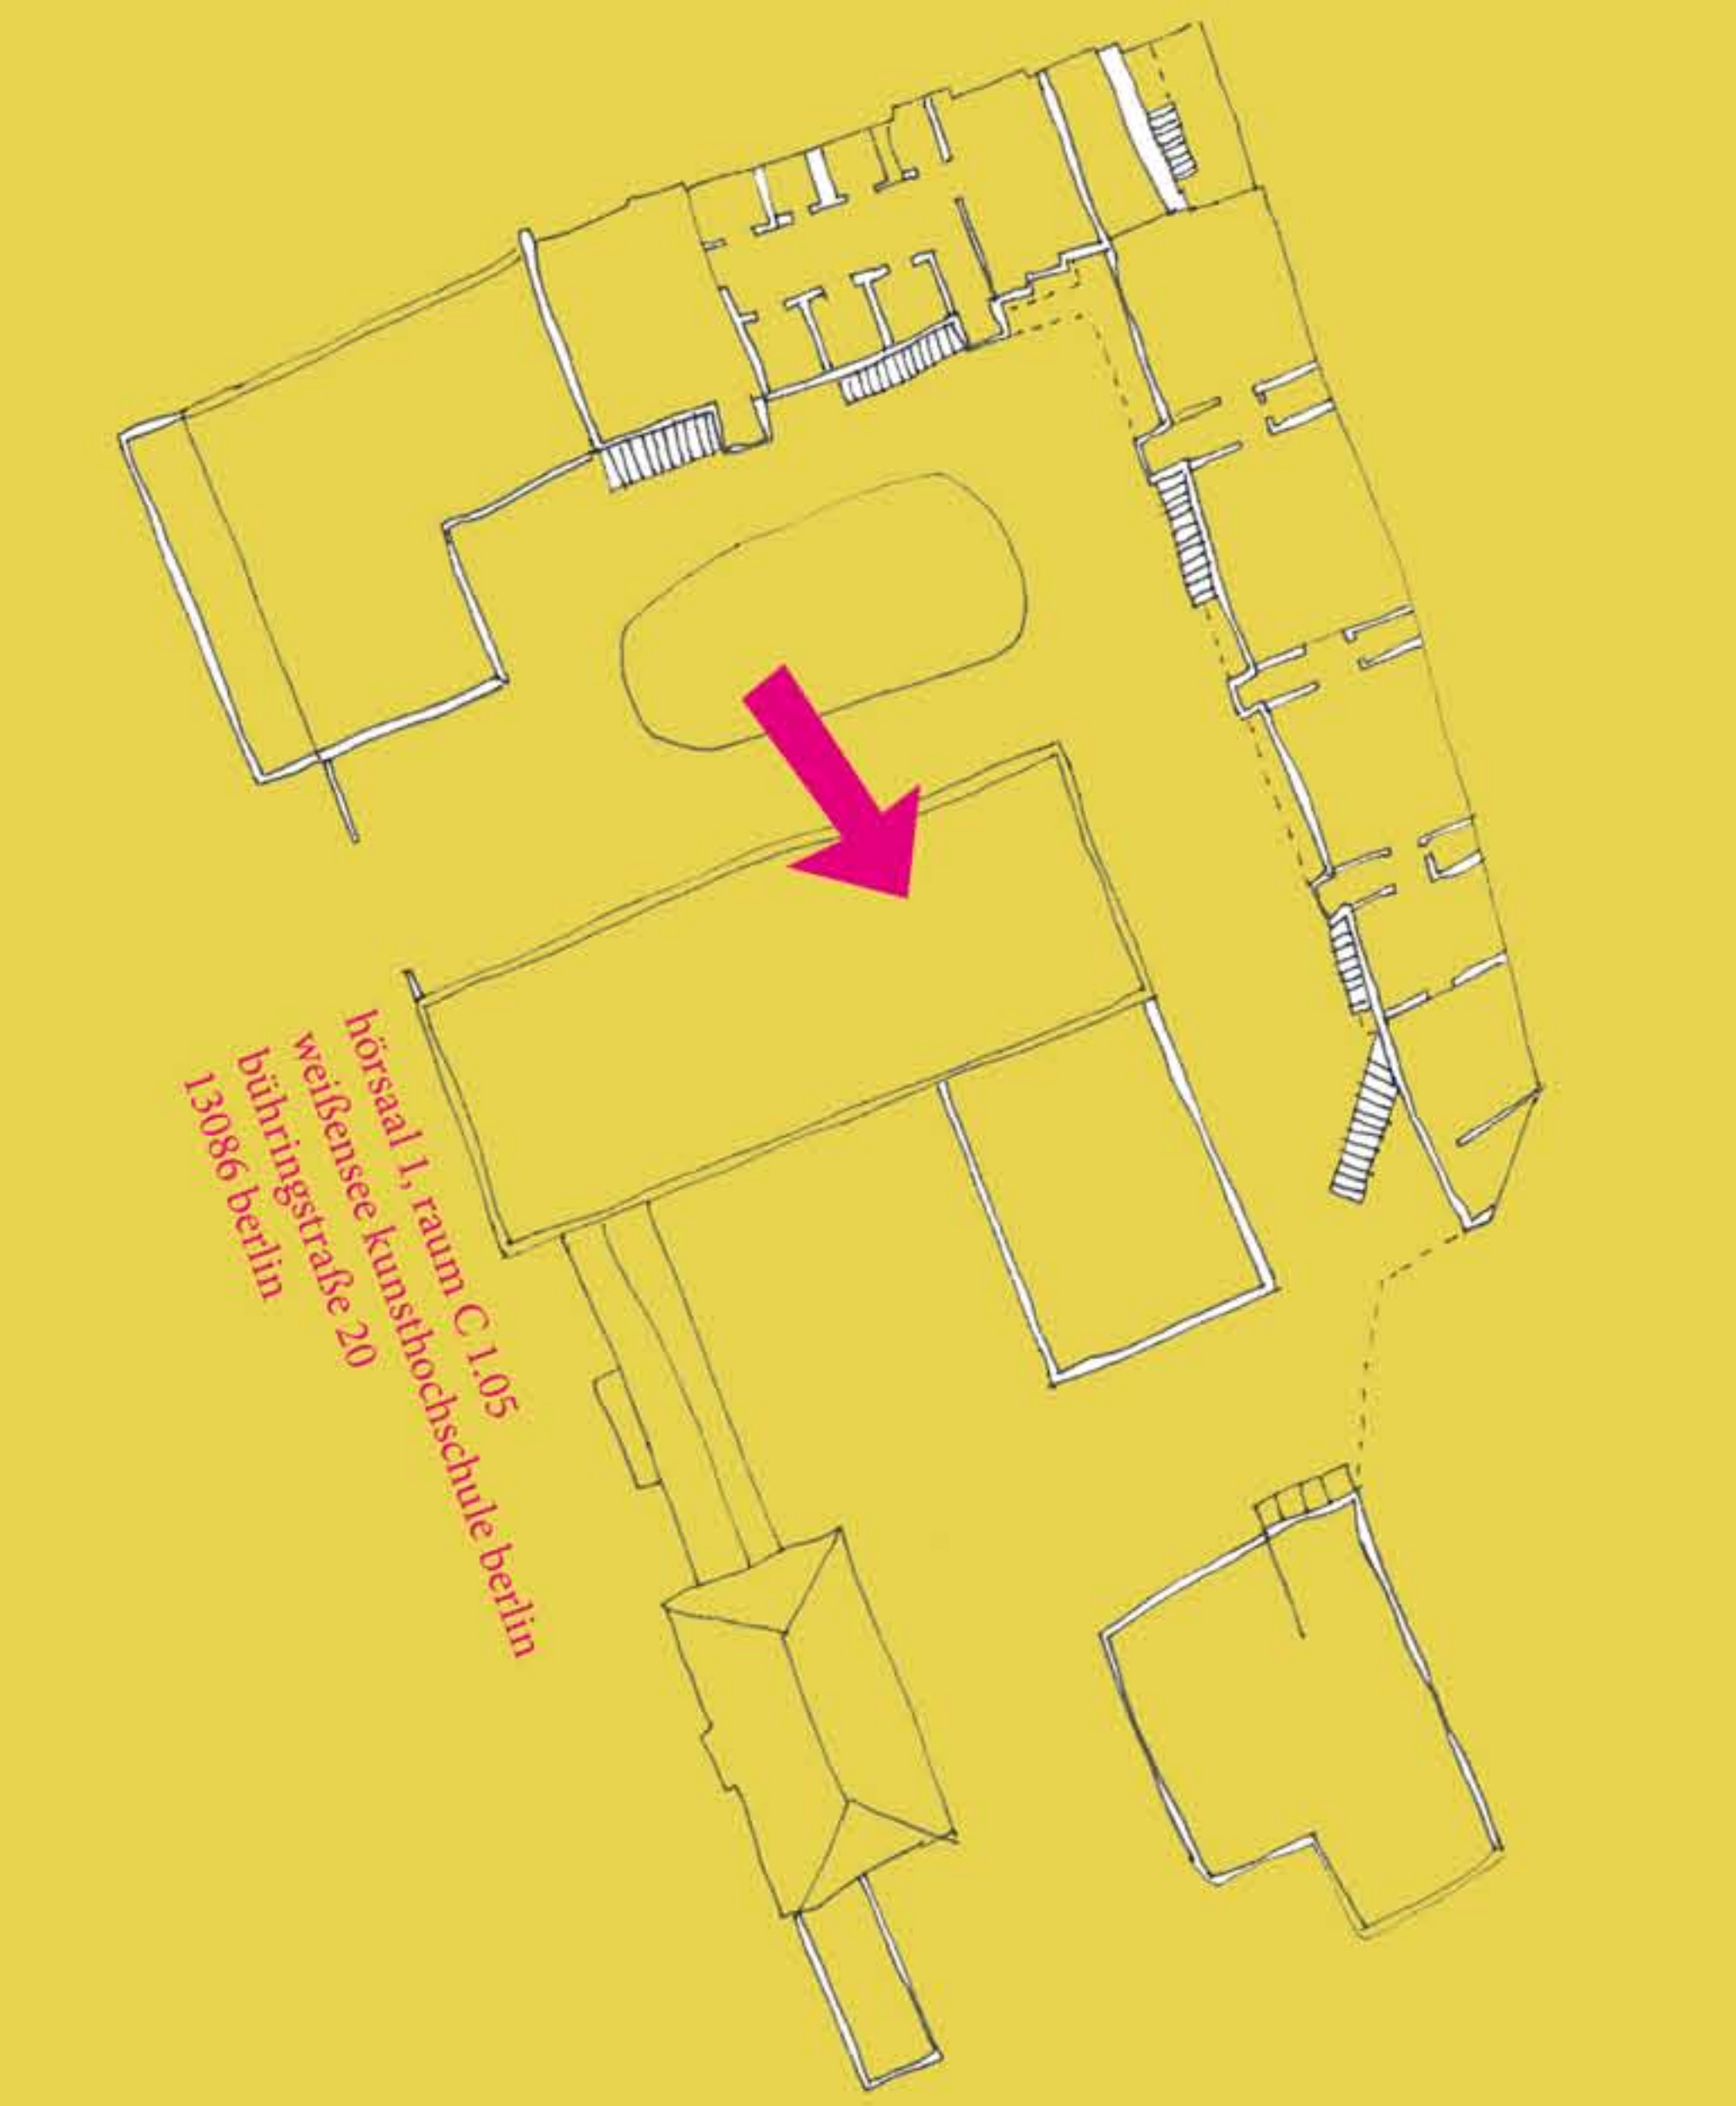 hörsaal 1, raum C 1.05
weißensee kunsthochschule berlin
bühringstraße 20
13086 berlin